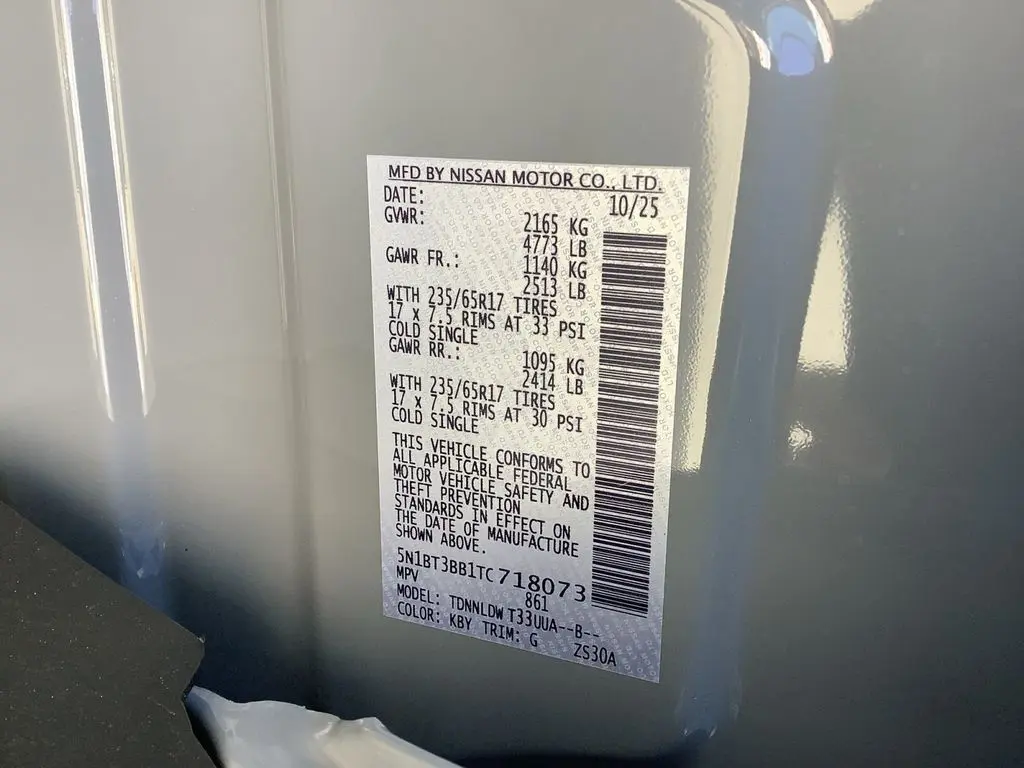 MFD BY NISSAN MOTOR CO., LTD.
DATE: 10/25
GVWR: 2165 KG
4773 LB
GAWR FR.: 1140 KG
2513 LB
WITH 235/65R17 TIRES
17 x 7.5 RIMS AT 33 PSI
COLD SINGLE
GAWR RR.: 1095 KG
2414 LB
WITH 235/65R17 TIRES
17 x 7.5 RIMS AT 30 PSI
COLD SINGLE
THIS VEHICLE CONFORMS TO
ALL APPLICABLE FEDERAL
MOTOR VEHICLE SAFETY AND
THEFT PREVENTION
STANDARDS IN EFFECT ON
THE DATE OF MANUFACTURE
SHOWN ABOVE.
5N1BT3BB1TC718073
MPV 861
MODEL: TDNNLDW T33UUA--B--
COLOR: KBY TRIM: G ZS30A